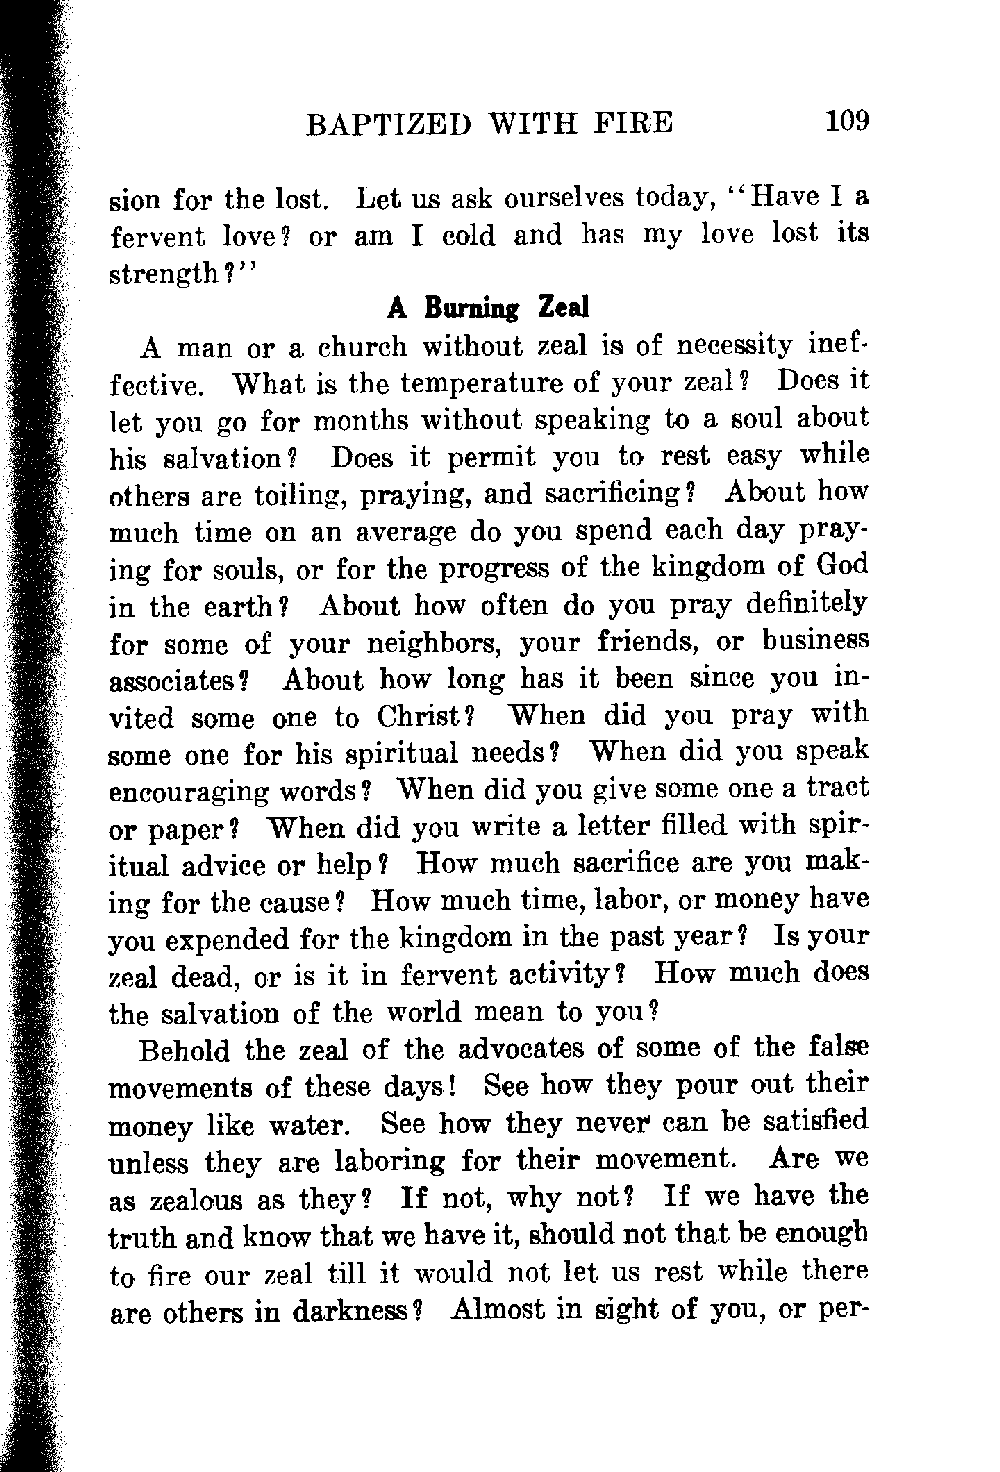 BAPTIZED WITH FIRE 109
sion for the lost. Let us ask ourselves today, "Have I a
fervent love? or am I cold and has my love lost its
strength?"
A Burning Zeal
A man or a church without zeal is of necessity inef-
fective. What is the temperature of your zeal? Does it
let you go for months without speaking to a soul about
his salvation? Does it permit you to rest easy while
others are toiling, praying, and sacrificing? About how
much time on an average do you spend each day pray-
ing for souls, or for the progress of the kingdom of God
in the earth? About how often do you pray definitely
for some of your neighbors, your friends, or business
associates? About how long has it been since you in-
vited some one to Christ? When did you pray with
some one for his spiritual needs? When did you speak
encouraging words? When did you give some one a tract
or paper? When did you write a letter filled with spir-
itual advice or help? How much sacrifice are you mak-
ing for the cause? How much time, labor, or money have
you expended for the kingdom in the past year? Is your
zeal dead, or is it in fervent activity? How much does
the salvation of the world mean to you?
Behold the zeal of the advocates of some of the false
movements of these days! See how they pour out their
money like water. See how they never can be satisfied
unless they are laboring for their movement. Are we
as zealous as they? If not, why not? If we have the
truth and know that we have it, should not that be enough
to fire our zeal till it would not let us rest while there
are others in darkness? Almost in sight of you, or per-